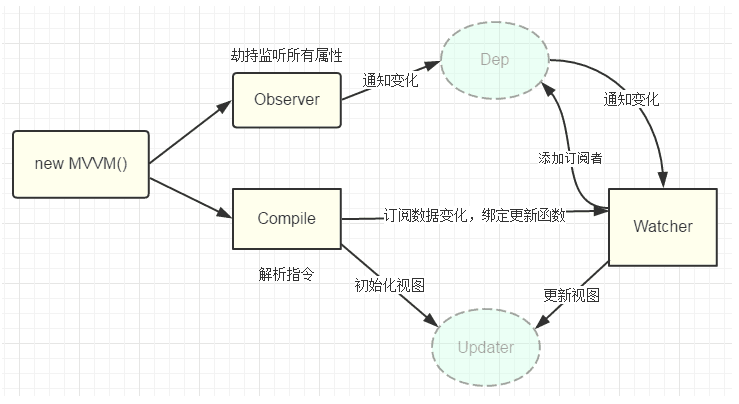 劫持监听所有属性
Dep
Observer
通知变化
通知变化
new MVVM()
添加订阅者
Compile
订阅数据变化，绑定更新函数
Watcher
解析指令
初始化视图
更新视图
Updater